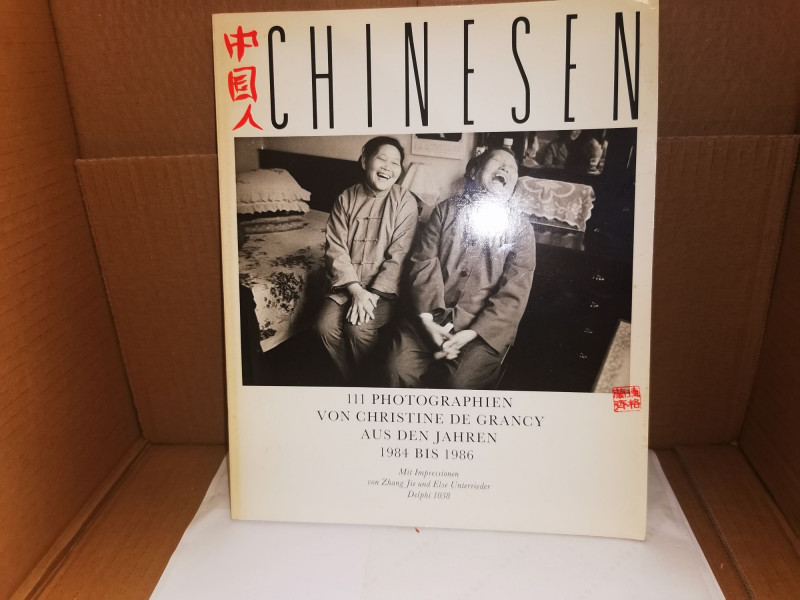 中国人
CHINESEN
111 PHOTOGRAPHIEN
VON CHRISTINE DE GRANCY
AUS DEN JAHREN
1984 BIS 1986
Mit Impressionen
von Zhang Jie und Else Unterrieder
Delphi 1038